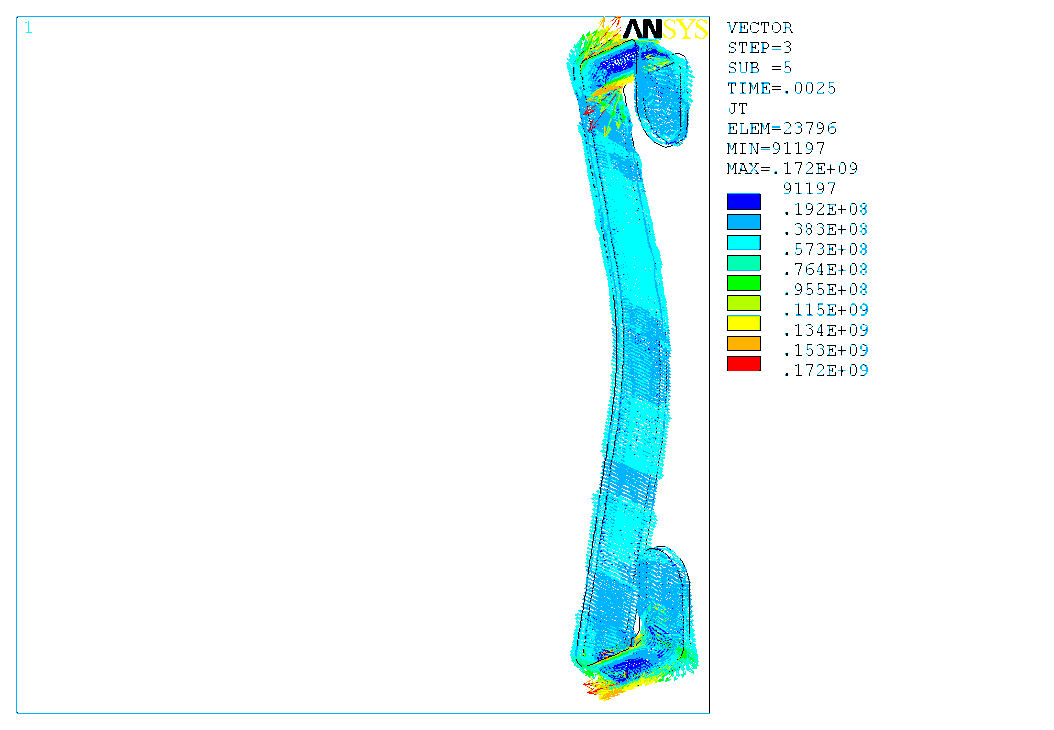 1
ANSYS
VECTOR
STEP=3
SUB =5
TIME=.0025
JT
ELEM=23796
MIN=91197
MAX=.172E+09
91197
.192E+08
.383E+08
.573E+08
.764E+08
.955E+08
.115E+09
.134E+09
.153E+09
.172E+09